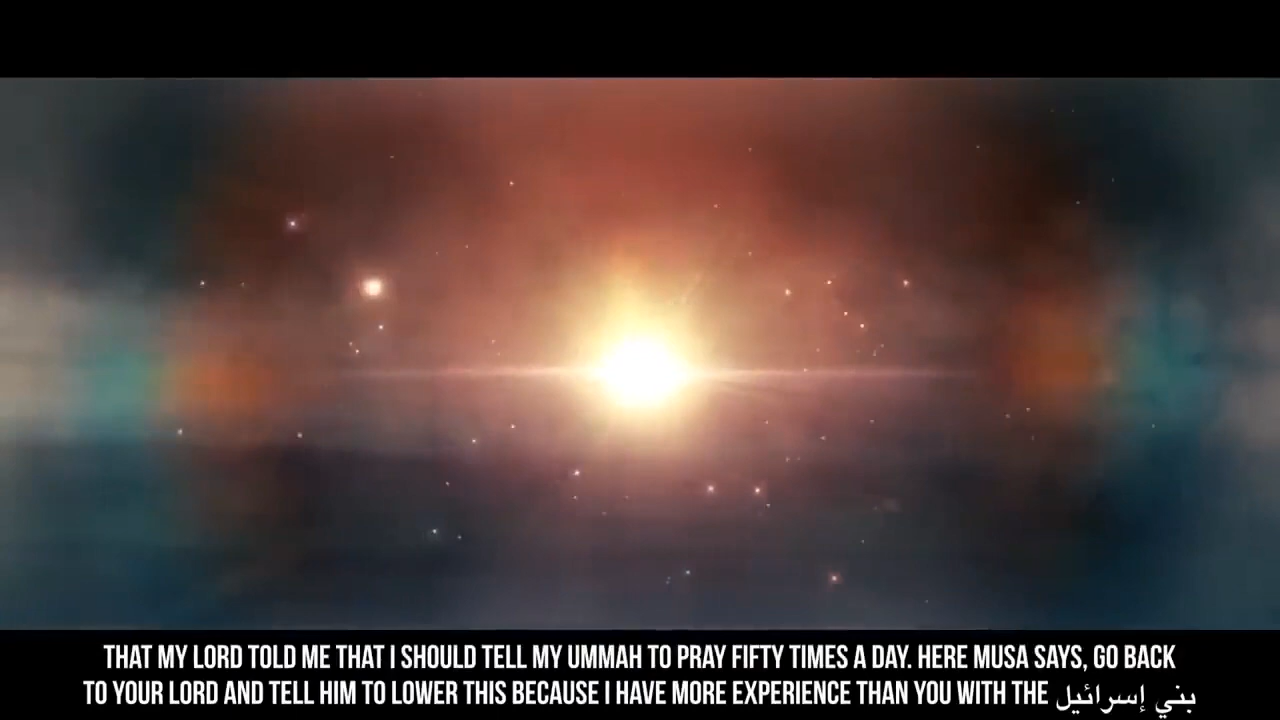 THAT MY LORD TOLD ME THAT I SHOULD TELL MY UMMAH TO PRAY FIFTY TIMES A DAY. HERE MUSA SAYS, GO BACK
TO YOUR LORD AND TELL HIM TO LOWER THIS BECAUSE I HAVE MORE EXPERIENCE THAN YOU WITH THE بني إسرائيل